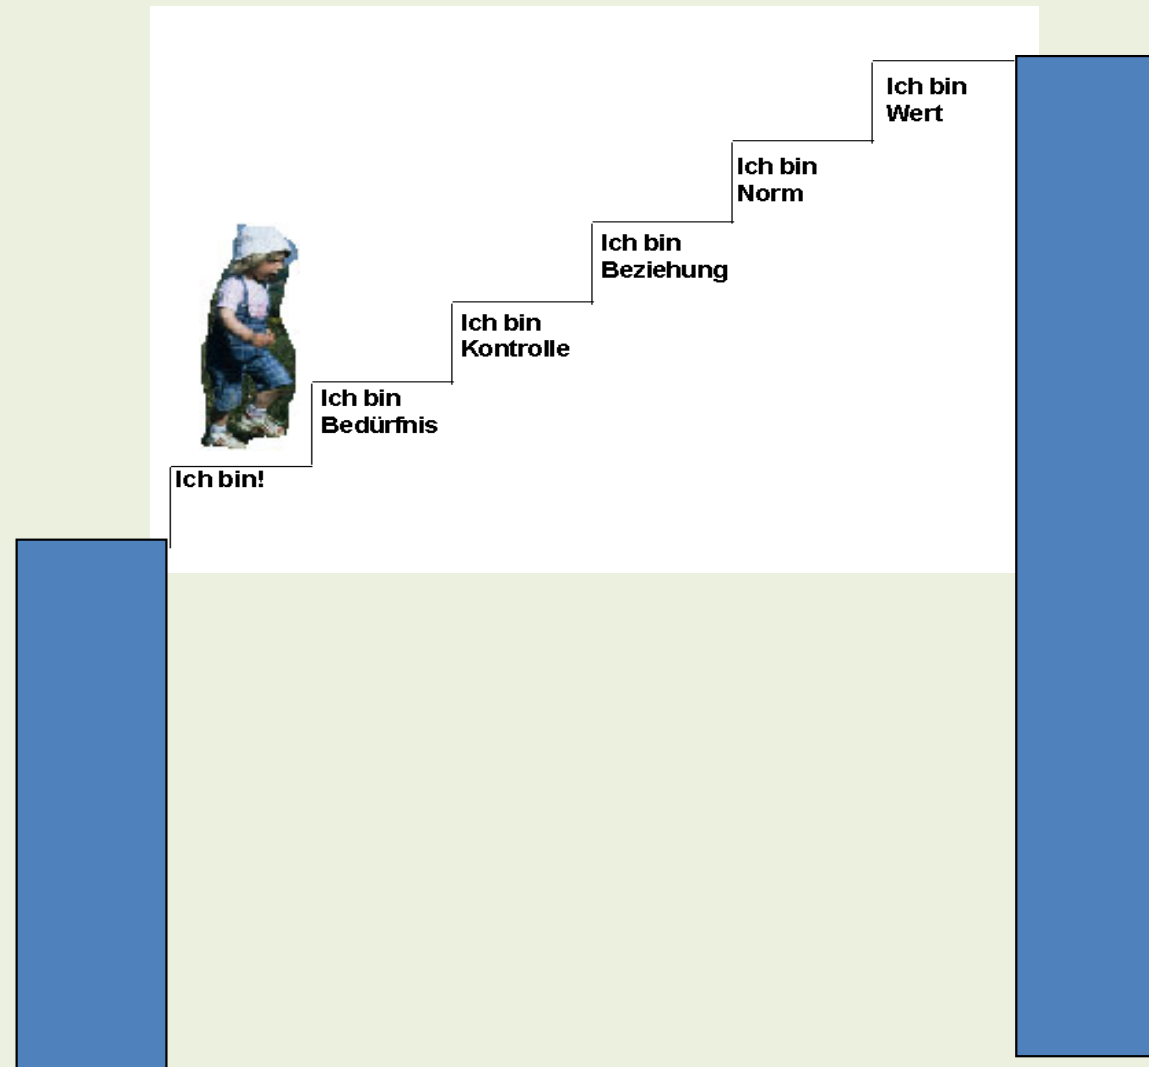 Ich bin
Wert
Ich bin
Norm
Ich bin
Beziehung
Ich bin
Kontrolle
Ich bin
Bedürfnis
Ich bin!